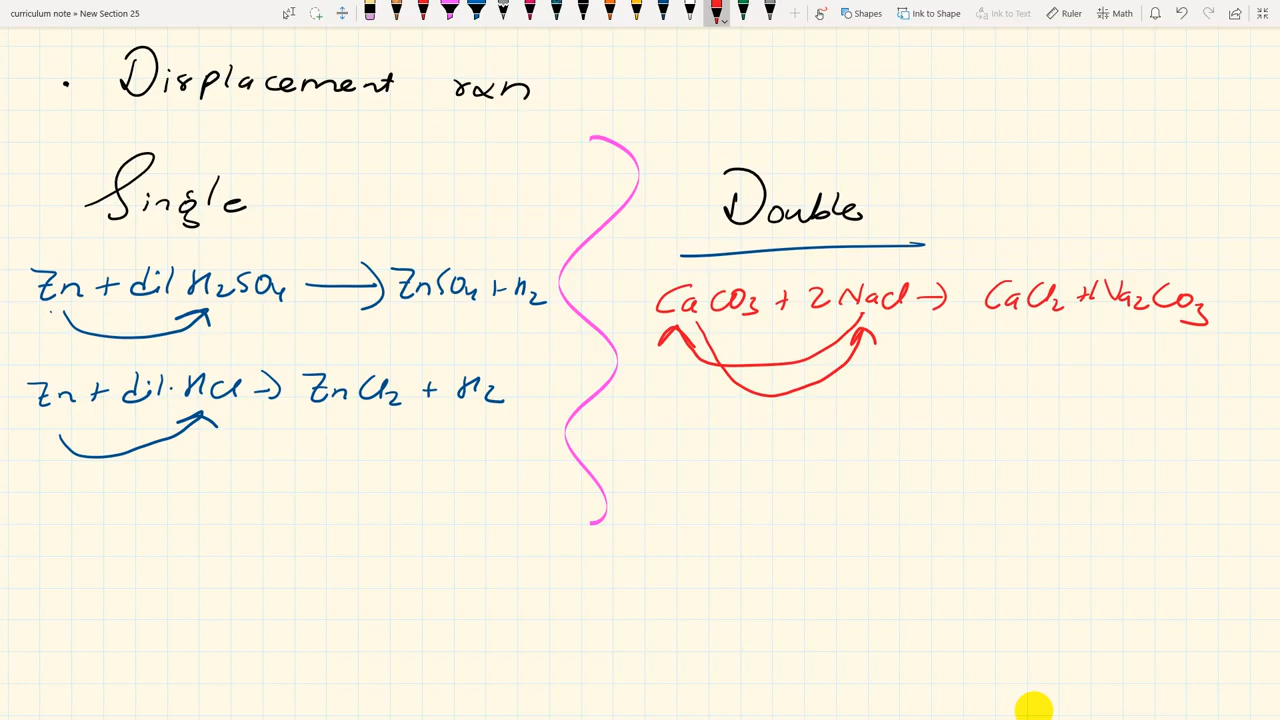 curriculum note » New Section 25
Shapes
Ink to Shape
Ink to Text
Ruler
Math
. Displacement rxn
Single
Zn + dil H₂SO₄ → ZnSO₄ + H₂
Zn + dil. HCl → ZnCl₂ + H₂
Double
CaCO₃ + 2NaCl → CaCl₂ + Na₂CO₃